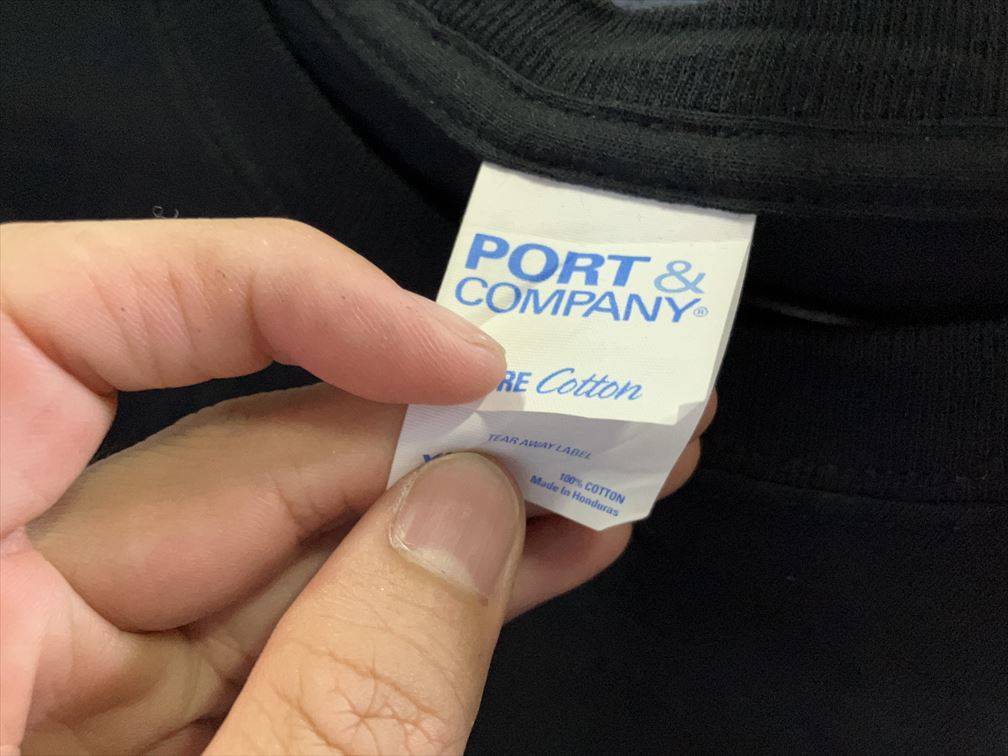 PORT &
COMPANY®
RE Cotton
TEAR AWAY LABEL
100% COTTON
Made in Honduras